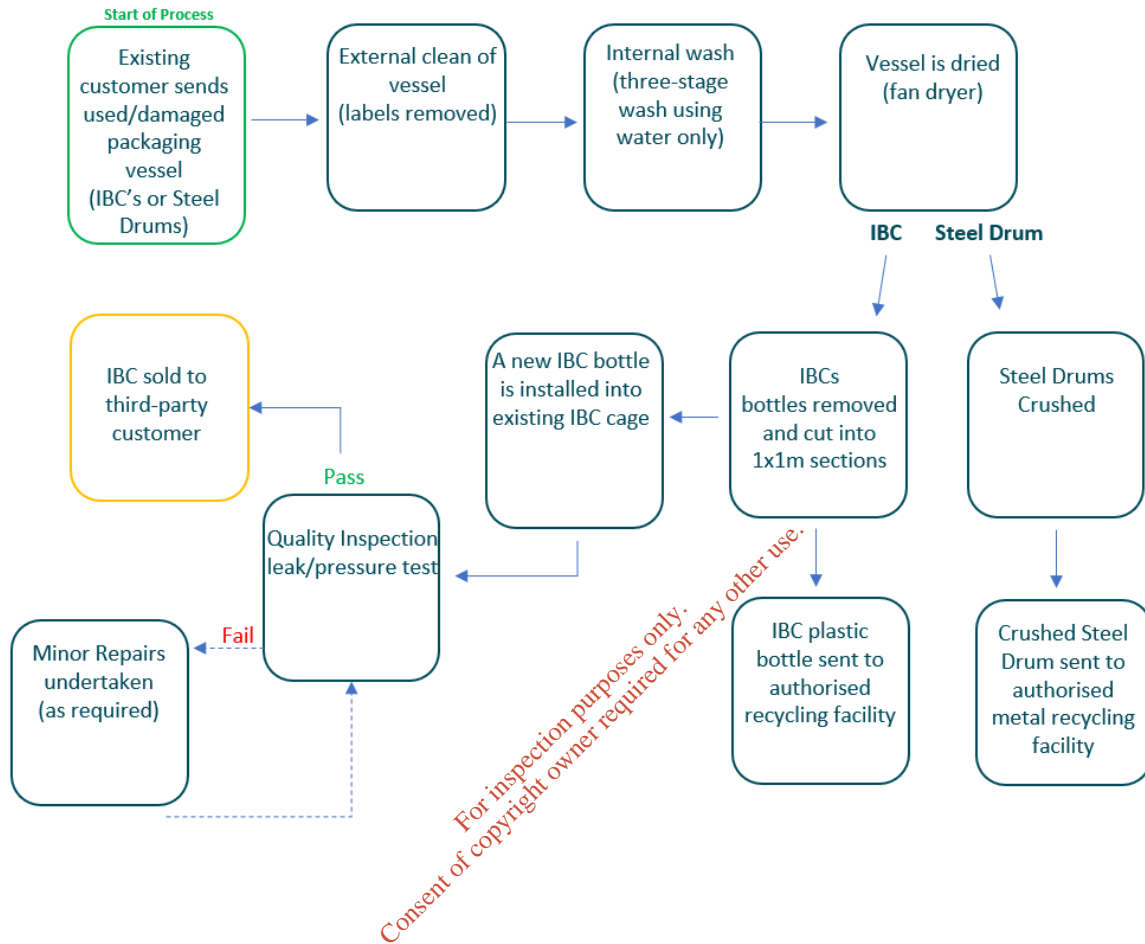 Start of Process
Existing
customer sends
used/damaged
packaging
vessel
(IBC's or Steel
Drums)
External clean of
vessel
(labels removed)
Internal wash
(three-stage
wash using
water only)
Vessel is dried
(fan dryer)
IBC
Steel Drum
IBC sold to
third-party
customer
A new IBC bottle
is installed into
existing IBC cage
IBCs
bottles removed
and cut into
1x1m sections
Steel Drums
Crushed
Pass
Quality Inspection
leak/pressure test
Fail
Minor Repairs
undertaken
(as required)
IBC plastic
bottle sent to
authorised
recycling facility
Crushed Steel
Drum sent to
authorised
metal recycling
facility
For inspection purposes only.
Consent of copyright owner required for any other use.